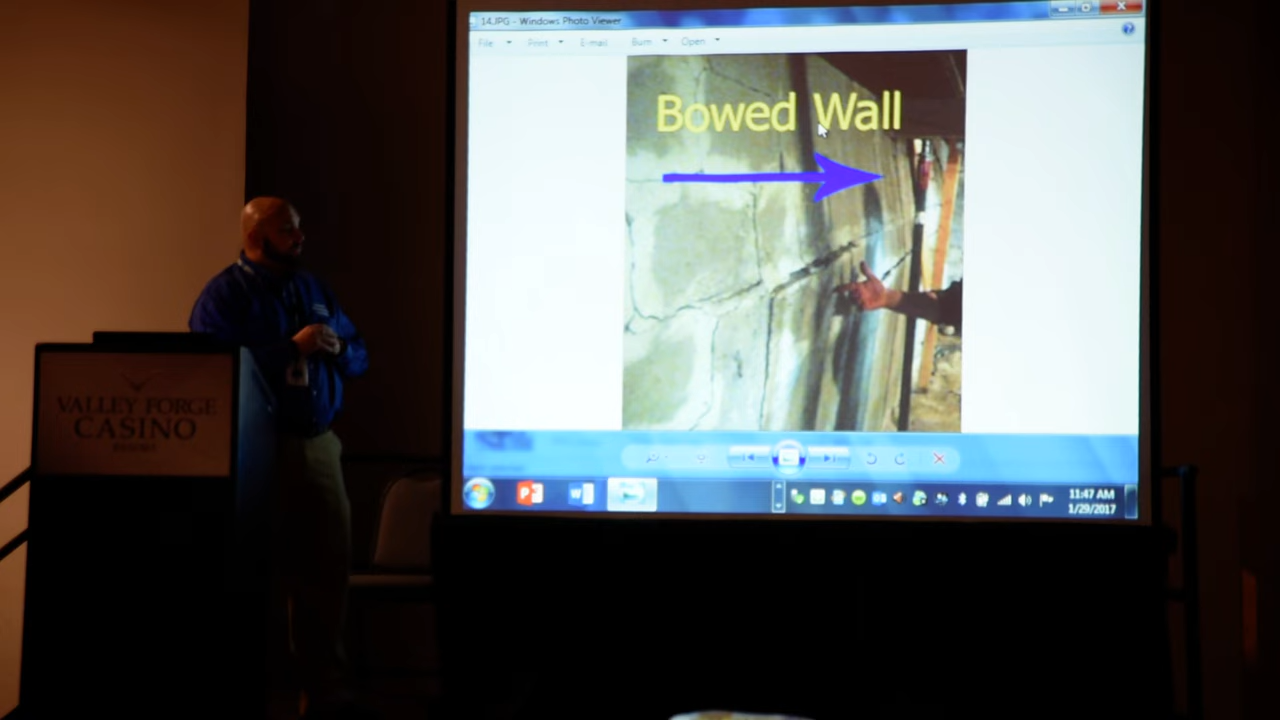 14.JPG - Windows Photo Viewer
File Print E-mail Burn Open
Bowed Wall
VALLEY FORGE
CASINO
RESORT
11:47 AM
1/29/2017